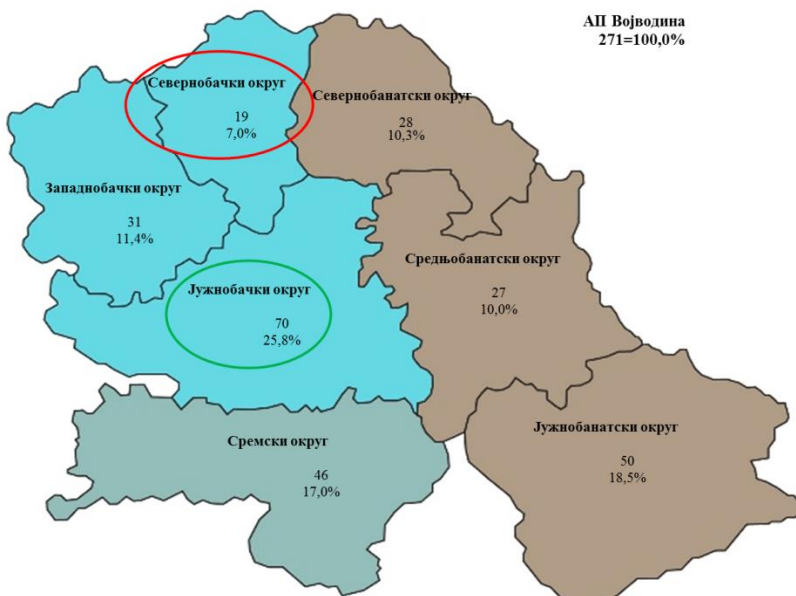 АП Војводина
271=100,0%
Севернобачки округ
19
7,0%
Севернобанатски округ
28
10,3%
Западнобачки округ
31
11,4%
Средњобанатски округ
27
10,0%
Јужнобачки округ
70
25,8%
Сремски округ
46
17,0%
Јужнобанатски округ
50
18,5%